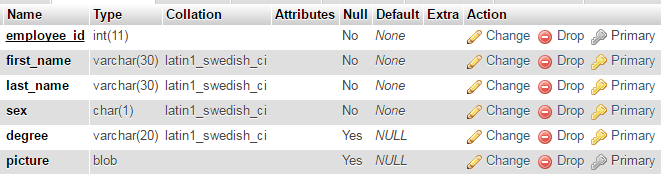 Name Type Collation Attributes Null Default Extra Action
employee_id int(11) No None Change Drop Primary
first_name varchar(30) latin1_swedish_ci No None Change Drop Primary
last_name varchar(30) latin1_swedish_ci No None Change Drop Primary
sex char(1) latin1_swedish_ci No None Change Drop Primary
degree varchar(20) latin1_swedish_ci Yes NULL Change Drop Primary
picture blob Yes NULL Change Drop Primary